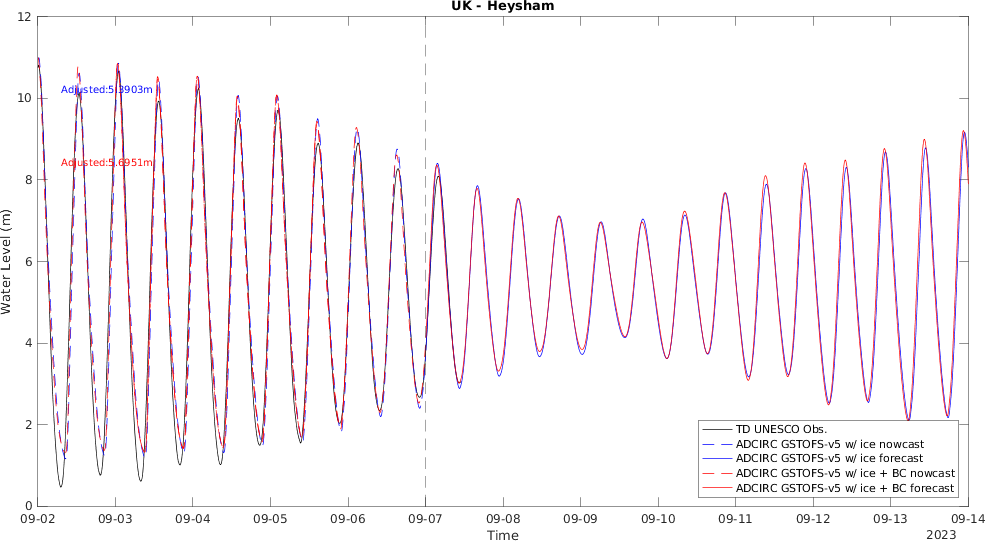 UK - Heysham
12
10
8
6
4
2
0
Water Level (m)
Adjusted:5.3903m
Adjusted:5.6951m
TD UNESCO Obs.
ADCIRC GSTOFS-v5 w/ ice nowcast
ADCIRC GSTOFS-v5 w/ ice forecast
ADCIRC GSTOFS-v5 w/ ice + BC nowcast
ADCIRC GSTOFS-v5 w/ ice + BC forecast
09-02 09-03 09-04 09-05 09-06 09-07 09-08 09-09 09-10 09-11 09-12 09-13 09-14
Time
2023